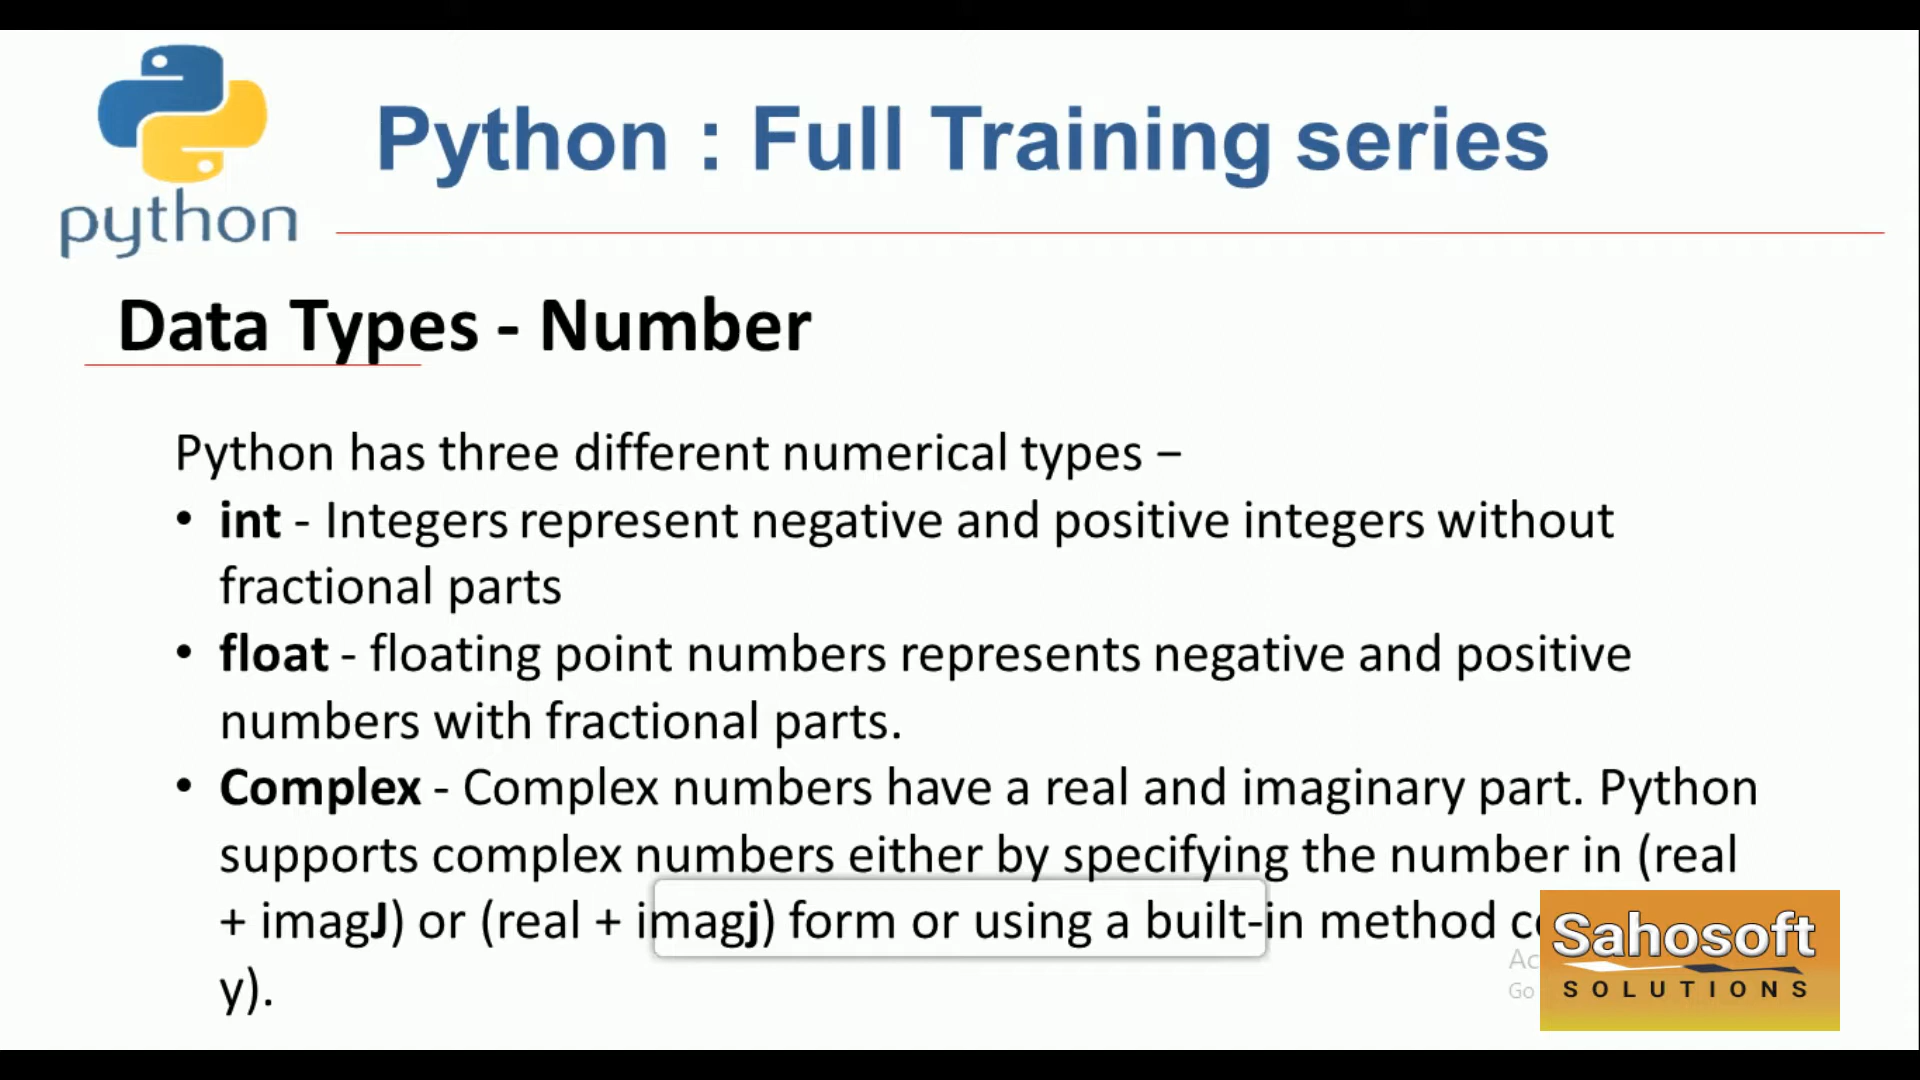 python
Python : Full Training series
Data Types - Number
Python has three different numerical types –
• int - Integers represent negative and positive integers without
fractional parts
• float - floating point numbers represents negative and positive
numbers with fractional parts.
• Complex - Complex numbers have a real and imaginary part. Python
supports complex numbers either by specifying the number in (real
+ imagJ) or (real + imagj) form or using a built-in method
y).
Go
Sahosoft
SOLUTIONS